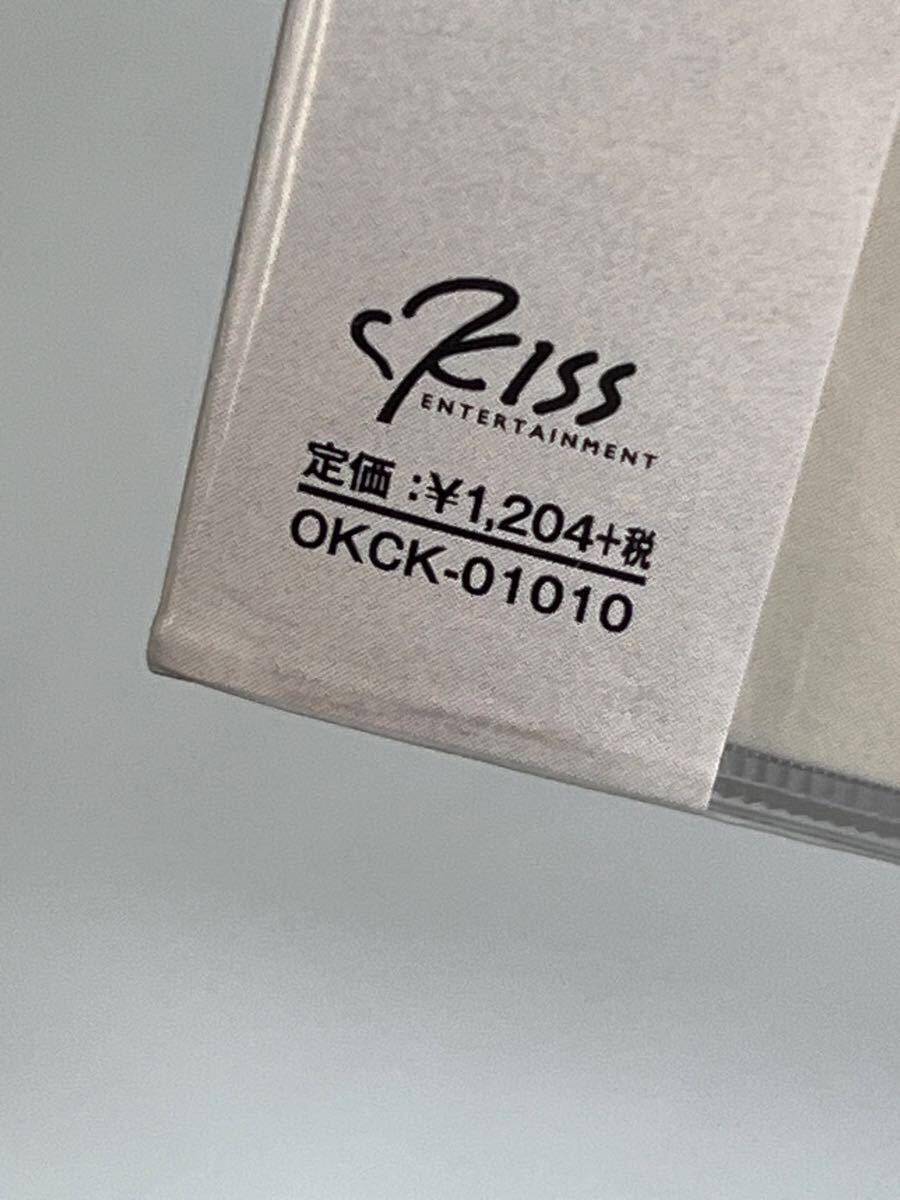 Kiss
ENTERTAINMENT
定価:¥1,204+税
OKCK-01010